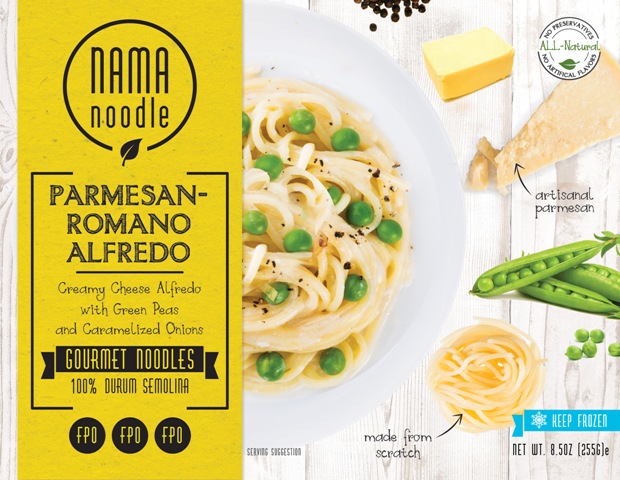 NAMA
noodle
PARMESAN-
ROMANO
ALFREDO
Creamy Cheese Alfredo
with Green Peas
and Caramelized Onions
GOURMET NOODLES
100% DURUM SEMOLINA
FPO FPO FPO
NO PRESERVATIVES
ALL-Natural
NO ARTIFICAL FLAVORS
artisanal
parmesan
made from
scratch
SERVING SUGGESTION
KEEP FROZEN
NET WT. 8.5OZ (255G)e